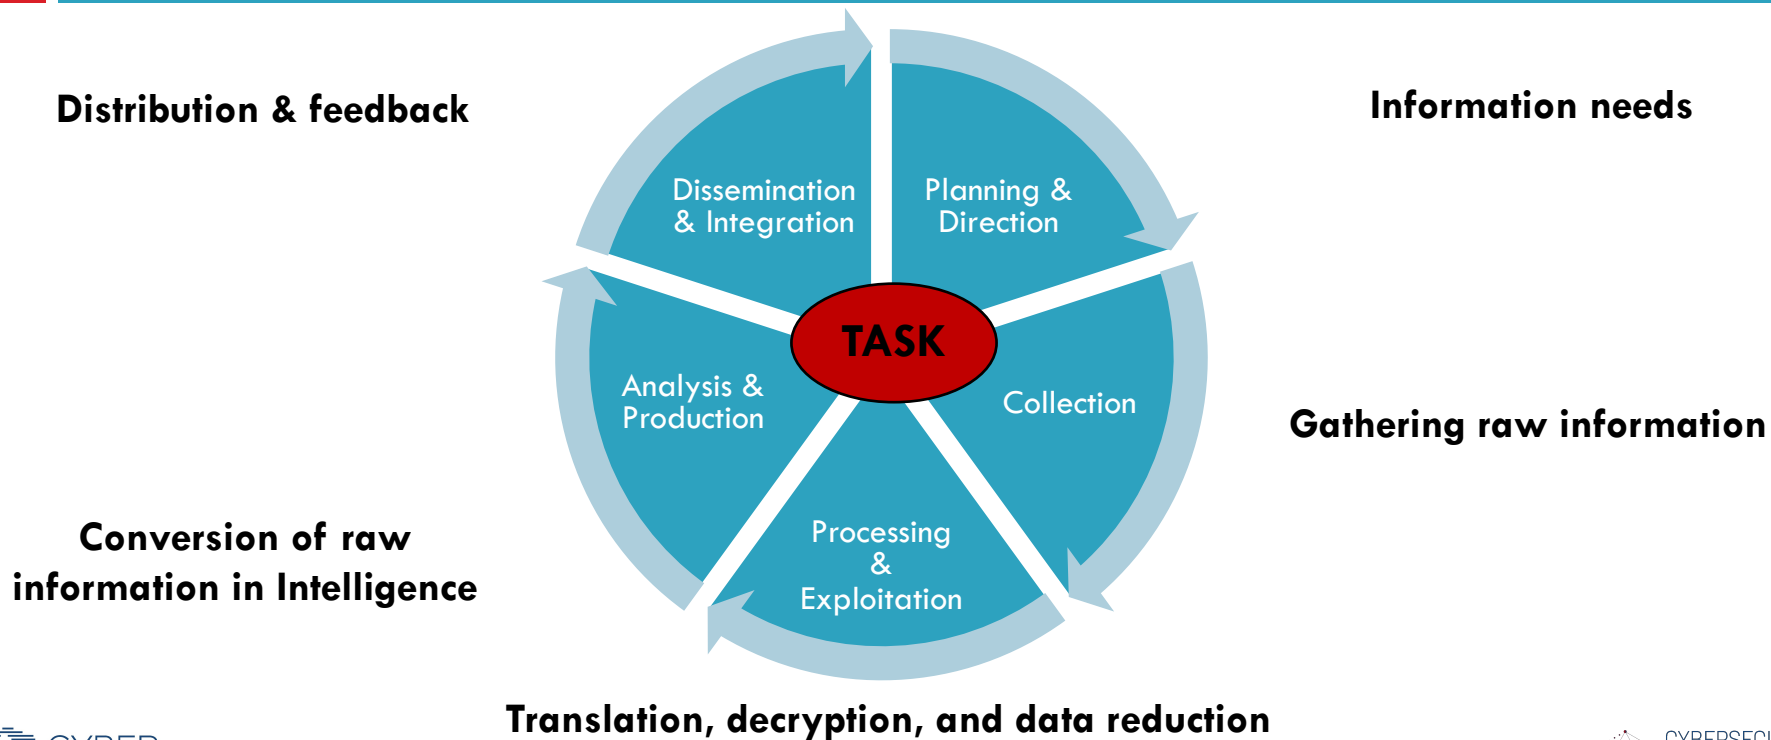 Distribution & feedback
Information needs
Dissemination
& Integration
Planning &
Direction
TASK
Analysis &
Production
Collection
Gathering raw information
Processing
&
Exploitation
Conversion of raw
information in Intelligence
Translation, decryption, and data reduction